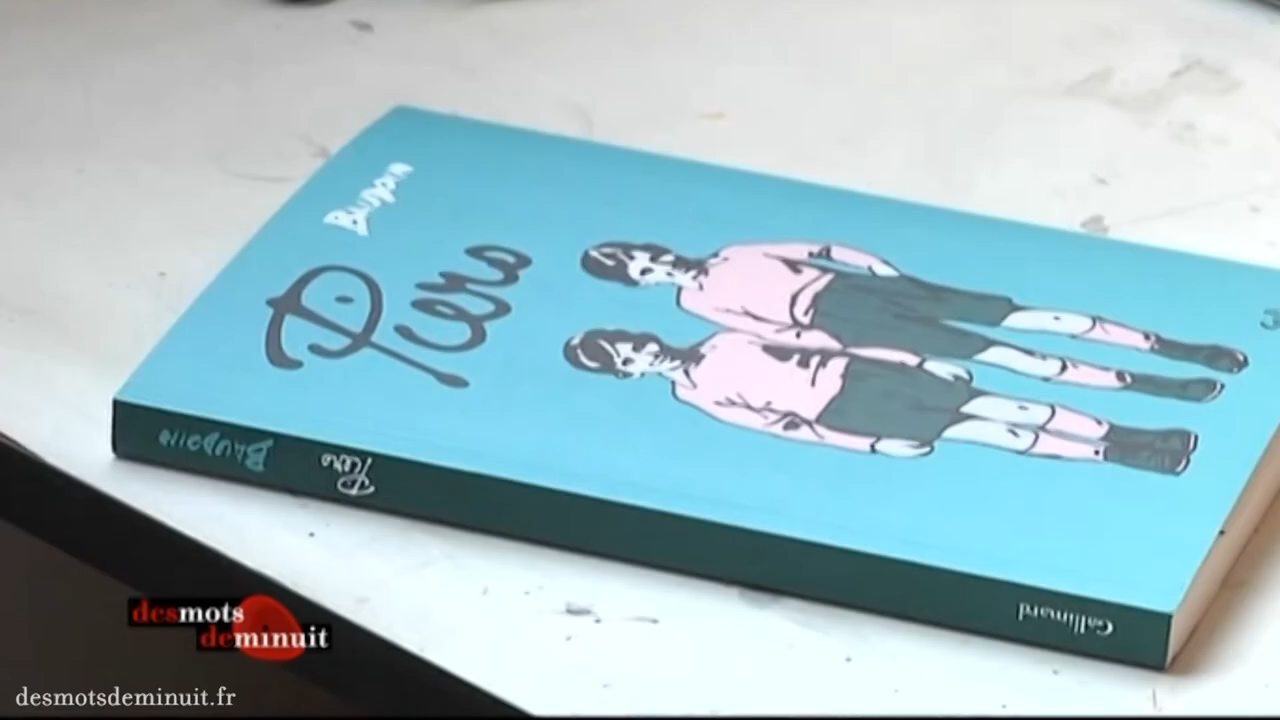 BAUDOIN
Piero
BAUDOIN
Piero
Gallimard
desmots
deminuit
desmotsdeminuit.fr